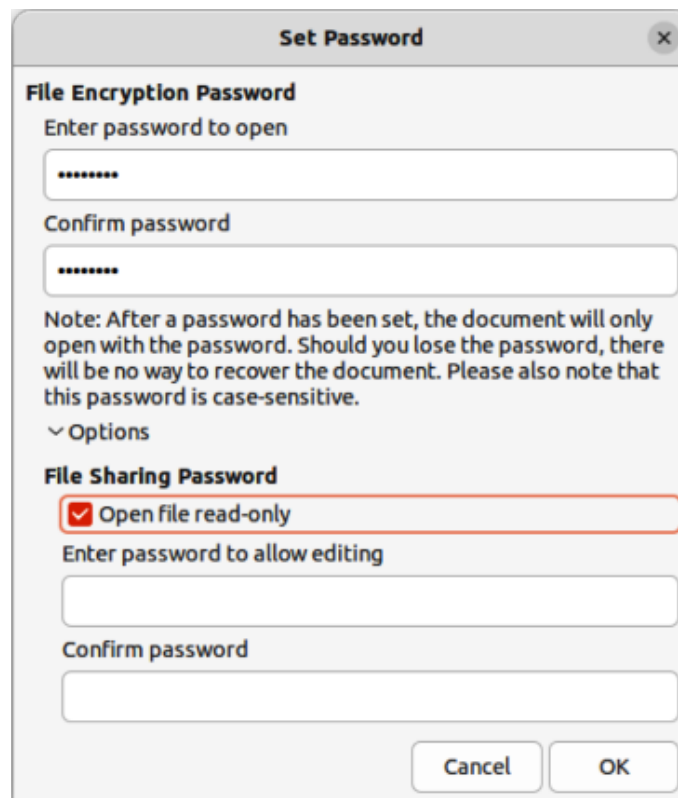 Set Password
File Encryption Password
Enter password to open
••••••••
Confirm password
••••••••
Note: After a password has been set, the document will only
open with the password. Should you lose the password, there
will be no way to recover the document. Please also note that
this password is case-sensitive.
Options
File Sharing Password
Open file read-only
Enter password to allow editing
Confirm password
Cancel OK